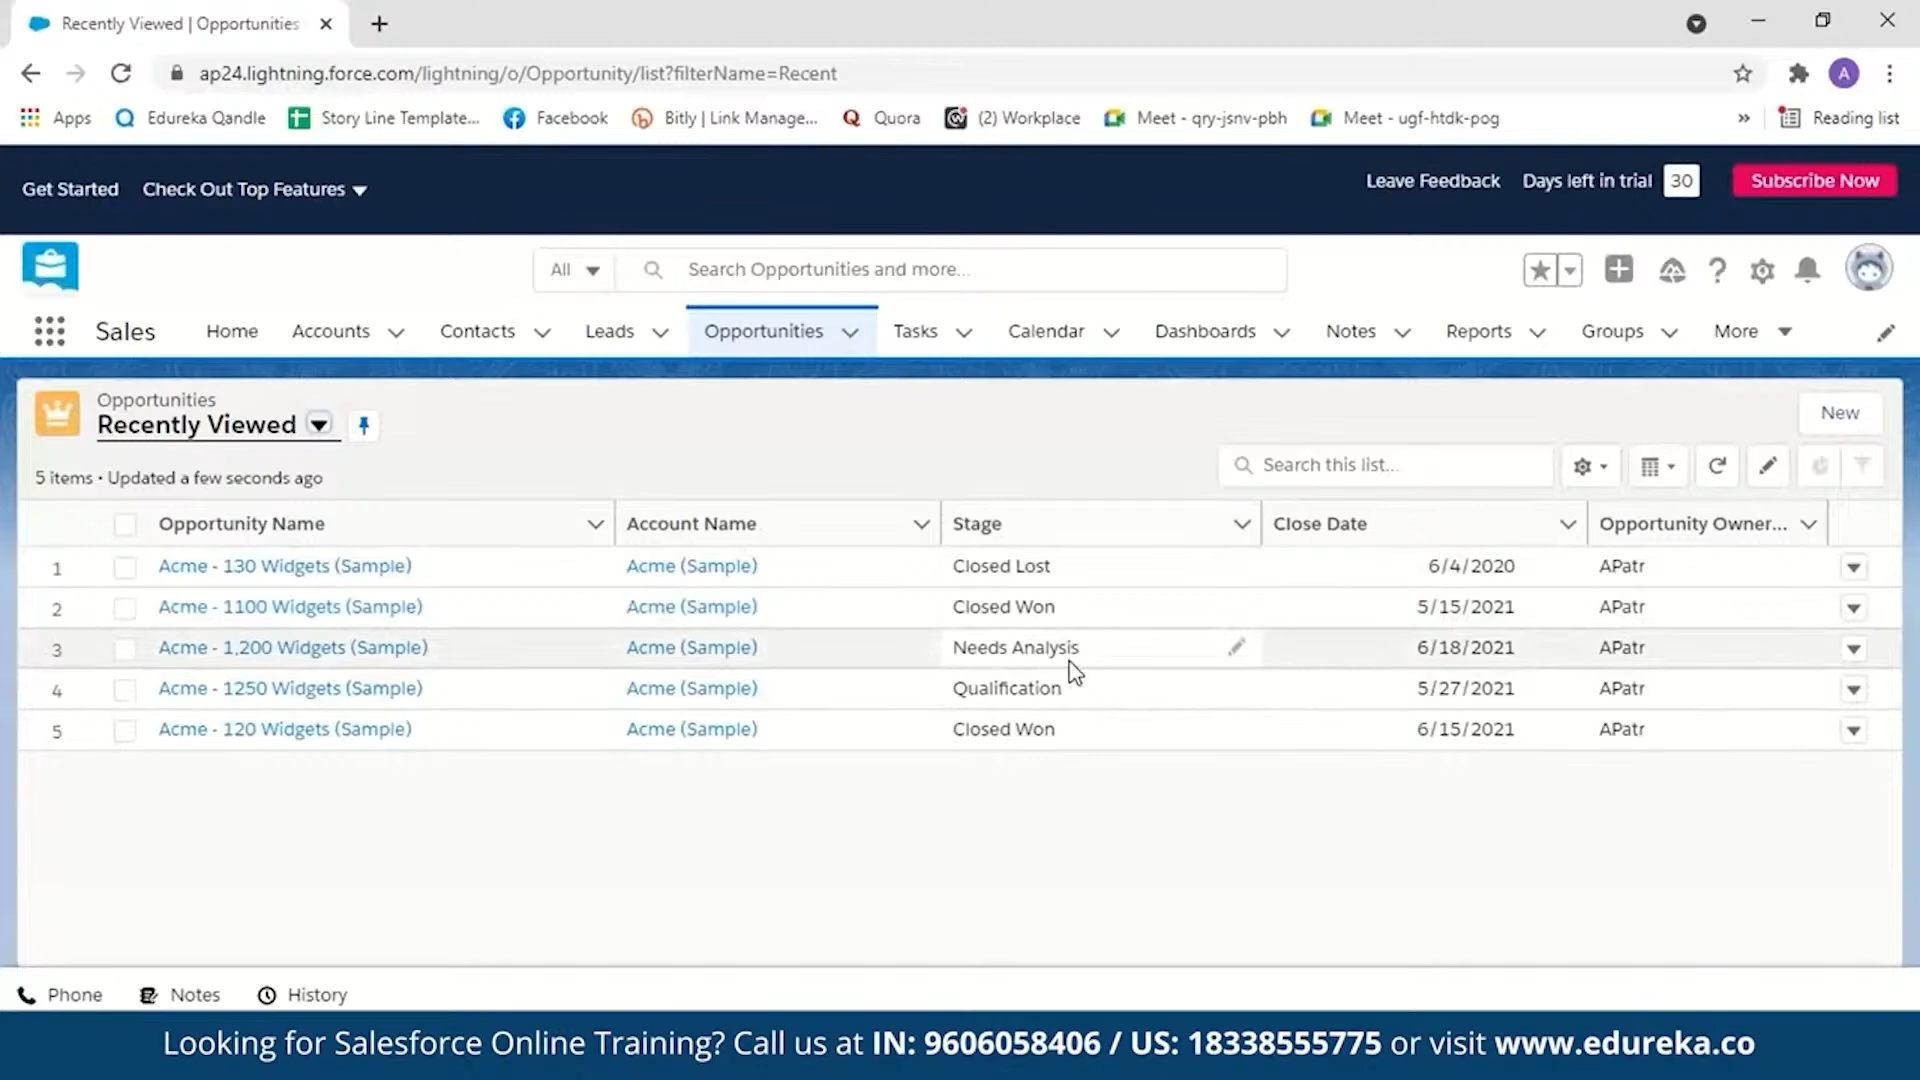 Recently Viewed | Opportunities
ap24.lightning.force.com/lightning/o/Opportunity/list?filterName=Recent
A
Apps Edureka Qandle Story Line Template... Facebook Bitly | Link Manage... Quora (2) Workplace Meet - qry-jsnv-pbh Meet - ugf-htdk-pog » Reading list
Get Started Check Out Top Features Leave Feedback Days left in trial 30 Subscribe Now
All Search Opportunities and more...
Sales Home Accounts Contacts Leads Opportunities Tasks Calendar Dashboards Notes Reports Groups More
Opportunities
Recently Viewed
New
5 items • Updated a few seconds ago
Search this list...
Opportunity Name Account Name Stage Close Date Opportunity Owner...
1 Acme - 130 Widgets (Sample) Acme (Sample) Closed Lost 6/4/2020 APatr
2 Acme - 1100 Widgets (Sample) Acme (Sample) Closed Won 5/15/2021 APatr
3 Acme - 1,200 Widgets (Sample) Acme (Sample) Needs Analysis 6/18/2021 APatr
4 Acme - 1250 Widgets (Sample) Acme (Sample) Qualification 5/27/2021 APatr
5 Acme - 120 Widgets (Sample) Acme (Sample) Closed Won 6/15/2021 APatr
Phone Notes History
Looking for Salesforce Online Training? Call us at IN: 9606058406 / US: 18338555775 or visit www.edureka.co